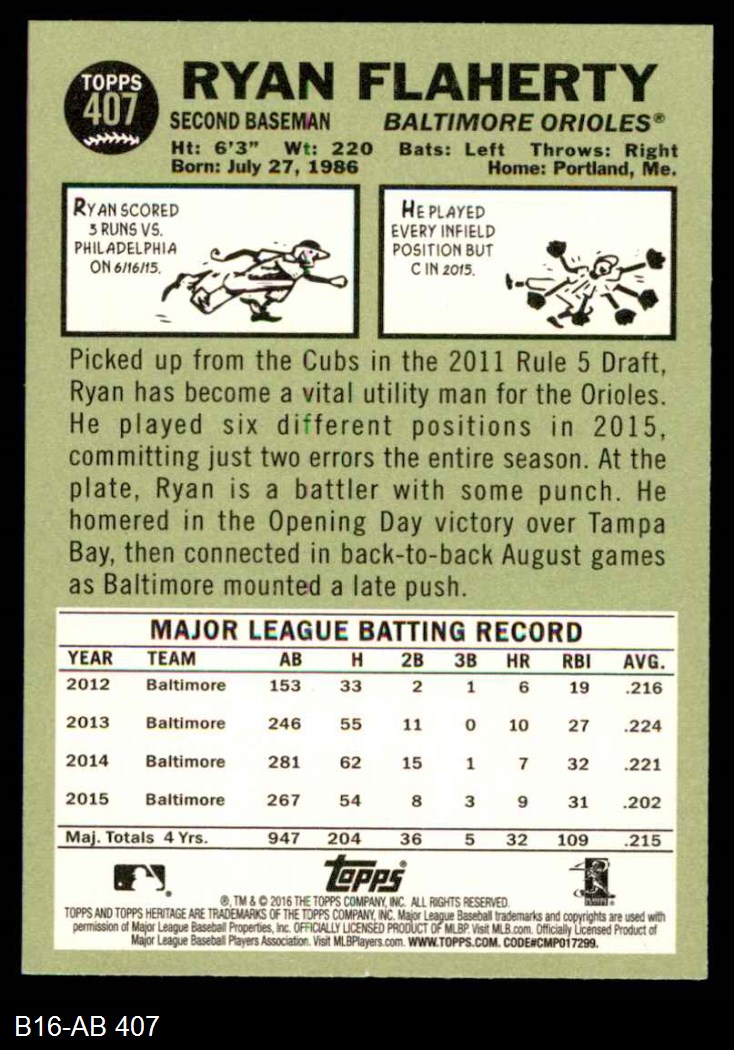 TOPPS
407
RYAN FLAHERTY
SECOND BASEMAN BALTIMORE ORIOLES®
Ht: 6'3" Wt: 220 Bats: Left Throws: Right
Born: July 27, 1986 Home: Portland, Me.
RYAN SCORED
3 RUNS VS.
PHILADELPHIA
ON 6/16/15.
HE PLAYED
EVERY INFIELD
POSITION BUT
C IN 2015.
Picked up from the Cubs in the 2011 Rule 5 Draft,
Ryan has become a vital utility man for the Orioles.
He played six different positions in 2015,
committing just two errors the entire season. At the
plate, Ryan is a battler with some punch. He
homered in the Opening Day victory over Tampa
Bay, then connected in back-to-back August games
as Baltimore mounted a late push.
MAJOR LEAGUE BATTING RECORD
YEAR TEAM AB H 2B 3B HR RBI AVG.
2012 Baltimore 153 33 2 1 6 19 .216
2013 Baltimore 246 55 11 0 10 27 .224
2014 Baltimore 281 62 15 1 7 32 .221
2015 Baltimore 267 54 8 3 9 31 .202
Maj. Totals 4 Yrs. 947 204 36 5 32 109 .215
Topps®
®, TM & © 2016 THE TOPPS COMPANY, INC. ALL RIGHTS RESERVED.
TOPPS AND TOPPS HERITAGE ARE TRADEMARKS OF THE TOPPS COMPANY, INC. Major League Baseball trademarks and copyrights are used with
permission of Major League Baseball Properties, Inc. OFFICIALLY LICENSED PRODUCT OF MLBP. Visit MLB.com. Officially Licensed Product of
Major League Baseball Players Association. Visit MLBPlayers.com. WWW.TOPPS.COM. CODE#CMP017299.
B16-AB 407